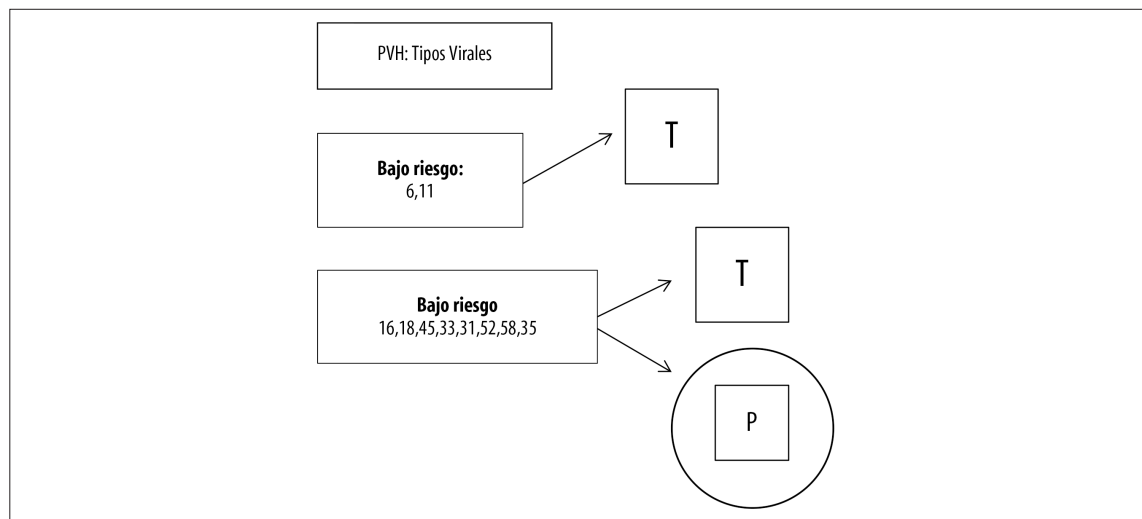 PVH: Tipos Virales
T
Bajo riesgo:
6,11
T
Bajo riesgo
16,18,45,33,31,52,58,35
P